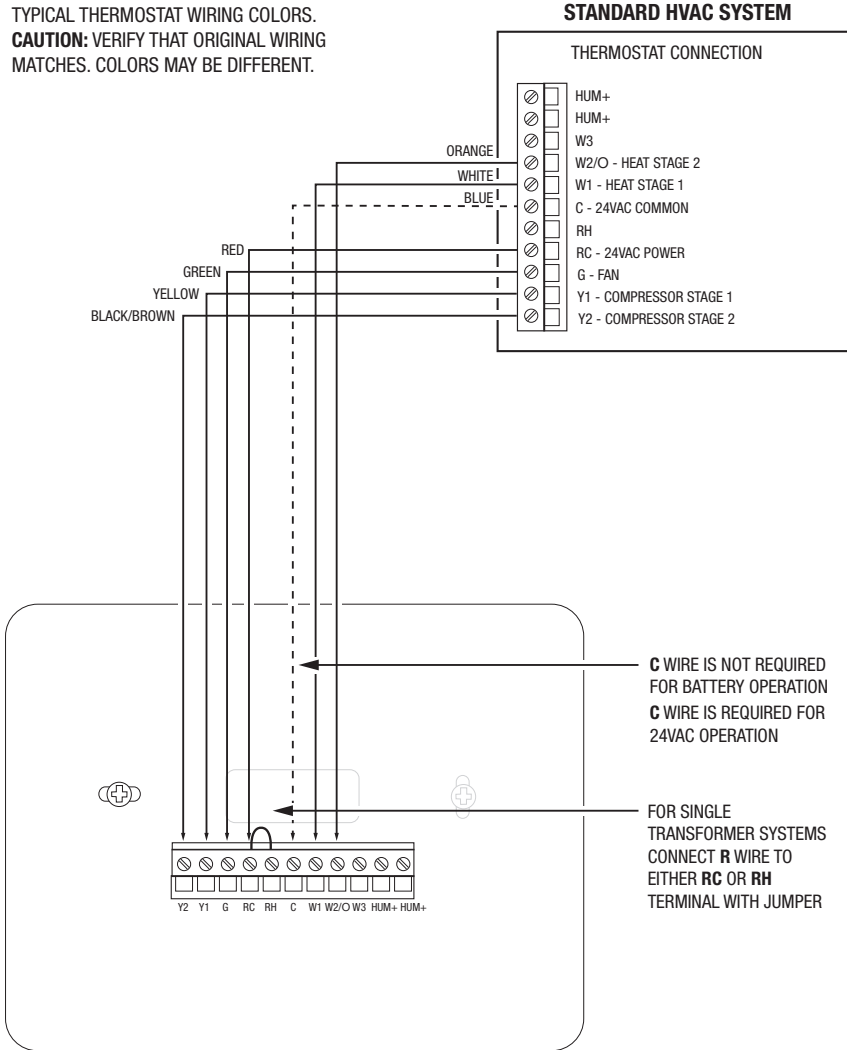 TYPICAL THERMOSTAT WIRING COLORS.
CAUTION: VERIFY THAT ORIGINAL WIRING
MATCHES. COLORS MAY BE DIFFERENT.
STANDARD HVAC SYSTEM
THERMOSTAT CONNECTION
HUM+
HUM+
W3
W2/O - HEAT STAGE 2
W1 - HEAT STAGE 1
C - 24VAC COMMON
RH
RC - 24VAC POWER
G - FAN
Y1 - COMPRESSOR STAGE 1
Y2 - COMPRESSOR STAGE 2
ORANGE
WHITE
BLUE
RED
GREEN
YELLOW
BLACK/BROWN
C WIRE IS NOT REQUIRED
FOR BATTERY OPERATION
C WIRE IS REQUIRED FOR
24VAC OPERATION
FOR SINGLE
TRANSFORMER SYSTEMS
CONNECT R WIRE TO
EITHER RC OR RH
TERMINAL WITH JUMPER
Y2 Y1 G RC RH C W1 W2/O W3 HUM+ HUM+